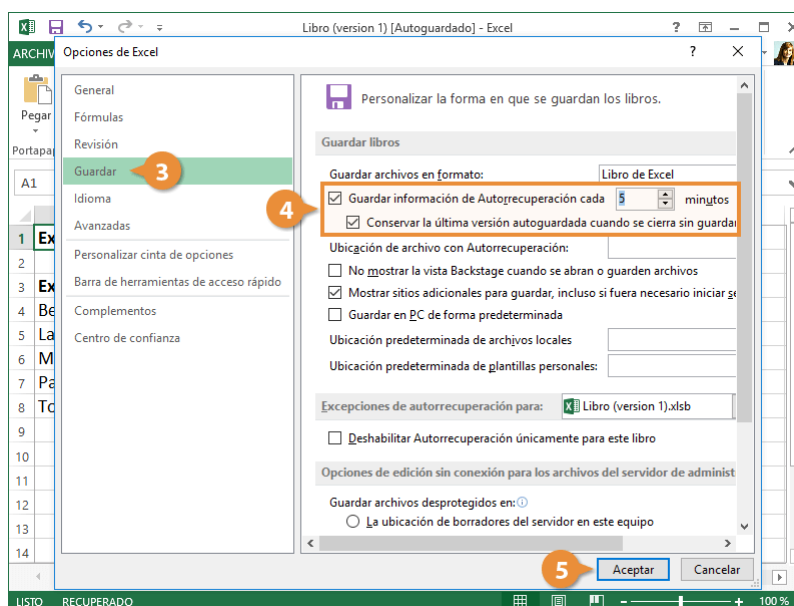 Libro (version 1) [Autoguardado] - Excel
ARCHIV
Opciones de Excel
Pegar
Portapap
A1
1 Ex
2
3 Ex
4 Be
5 La
6 M
7 Pa
8 To
9
10
11
12
13
14
General
Fórmulas
Revisión
Guardar 3
Idioma
Avanzadas
Personalizar cinta de opciones
Barra de herramientas de acceso rápido
Complementos
Centro de confianza
Personalizar la forma en que se guardan los libros.
Guardar libros
Guardar archivos en formato: Libro de Excel
4 Guardar información de Autorrecuperación cada 5 minutos
Conservar la última versión autoguardada cuando se cierra sin guardar
Ubicación de archivo con Autorrecuperación:
No mostrar la vista Backstage cuando se abran o guarden archivos
Mostrar sitios adicionales para guardar, incluso si fuera necesario iniciar se
Guardar en PC de forma predeterminada
Ubicación predeterminada de archivos locales
Ubicación predeterminada de plantillas personales:
Excepciones de autorrecuperación para: Libro (version 1).xlsb
Deshabilitar Autorrecuperación únicamente para este libro
Opciones de edición sin conexión para los archivos del servidor de administ
Guardar archivos desprotegidos en:
La ubicación de borradores del servidor en este equipo
5 Aceptar Cancelar
LISTO RECUPERADO 100 %